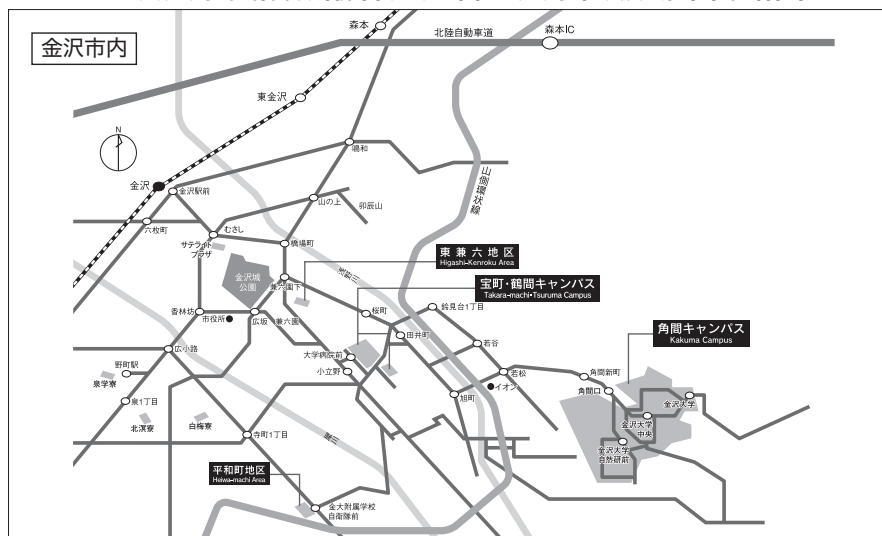 金沢市内
森本
北陸自動車道
森本IC
東金沢
N
鳴和
山側環状線
金沢
金沢駅前
山の上
卯辰山
六枚町
むさし
サテライト
プラザ
橋場町
東兼六地区
Higashi-Kenroku Area
金沢城
公園
兼六園下
浅野川
宝町・鶴間キャンパス
Takara-machi・Tsuruma Campus
香林坊
市役所
広坂
兼六園
桜町
鈴見台1丁目
角間キャンパス
Kakuma Campus
田井町
若谷
広小路
大学病院前
野町駅
小立野
若松
角間新町
泉学寮
イオン
角間口
旭町
金沢大学
泉1丁目
北溟寮
白梅寮
金沢大学
中央
寺町1丁目
犀川
金沢大学
自然研前
平和町地区
Heiwa-machi Area
金大附属学校
自衛隊前